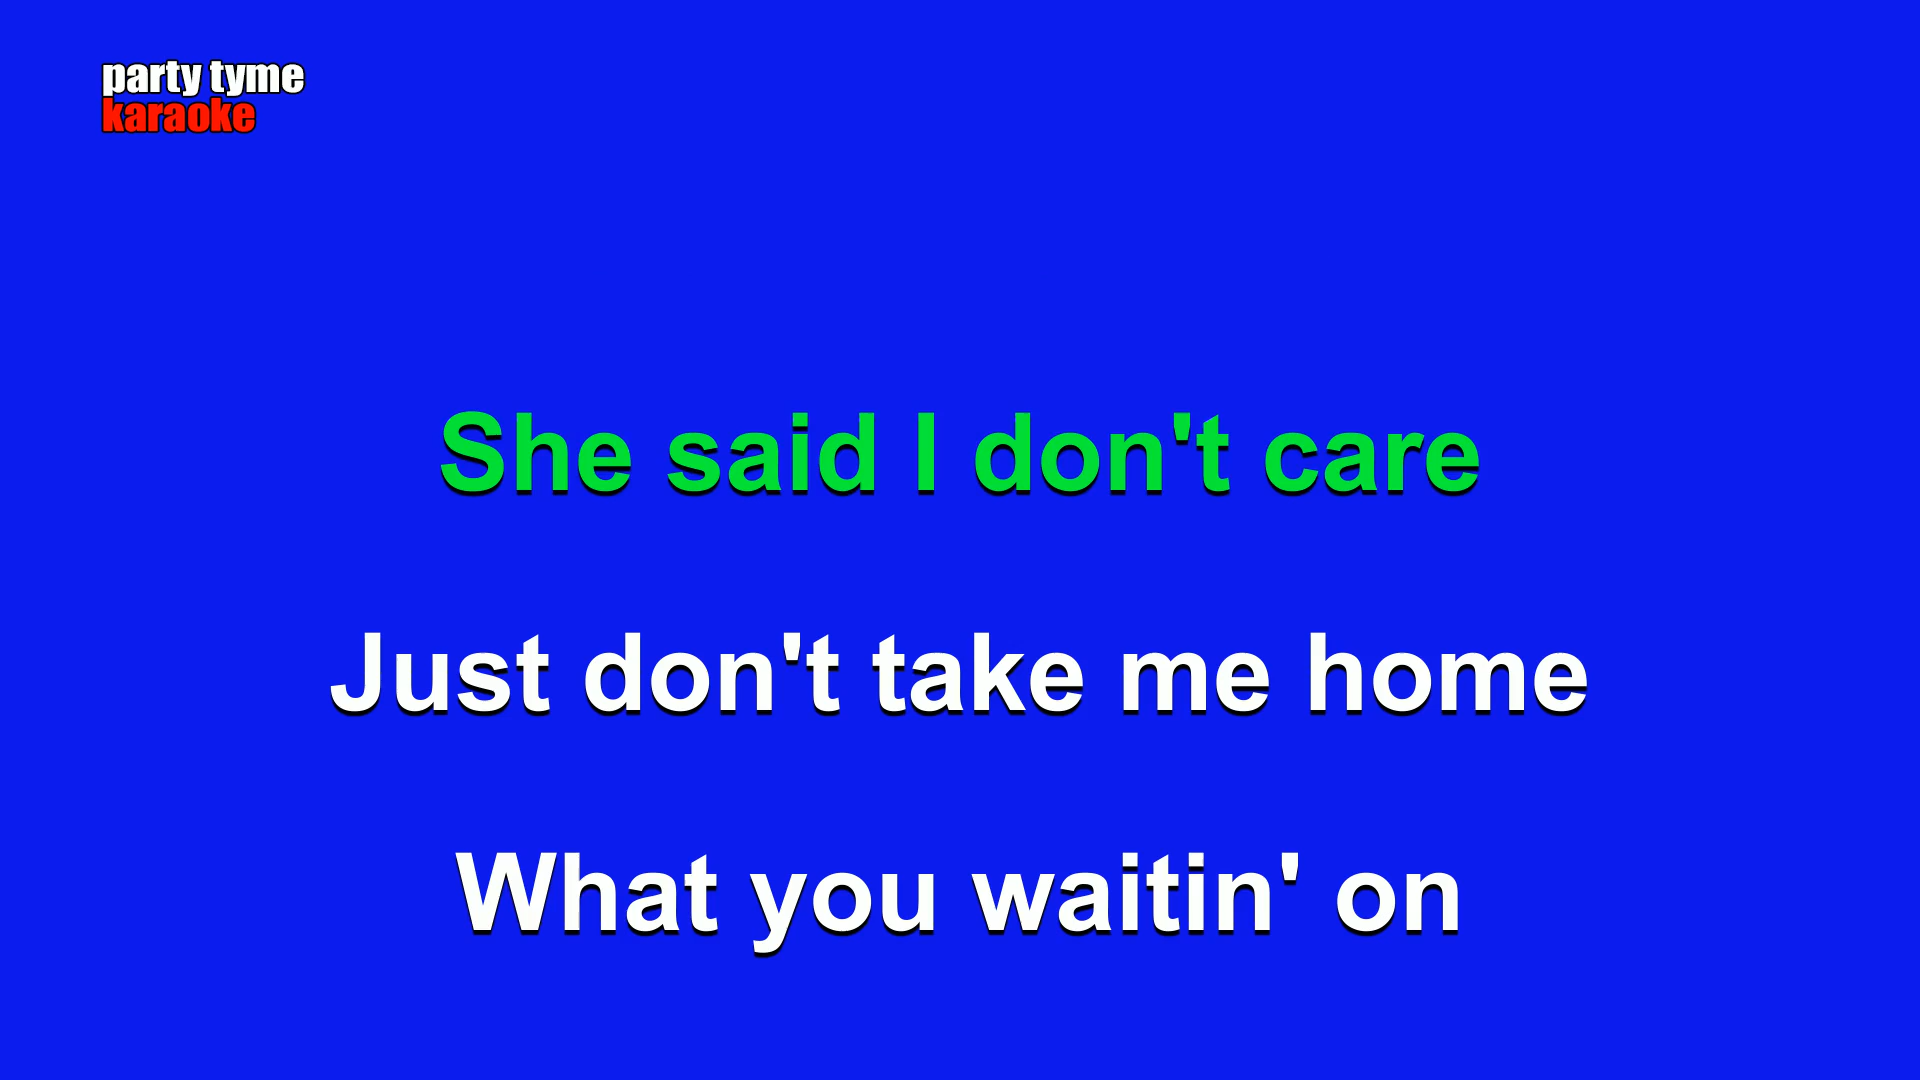 party tyme
karaoke
She said I don't care
Just don't take me home
What you waitin' on